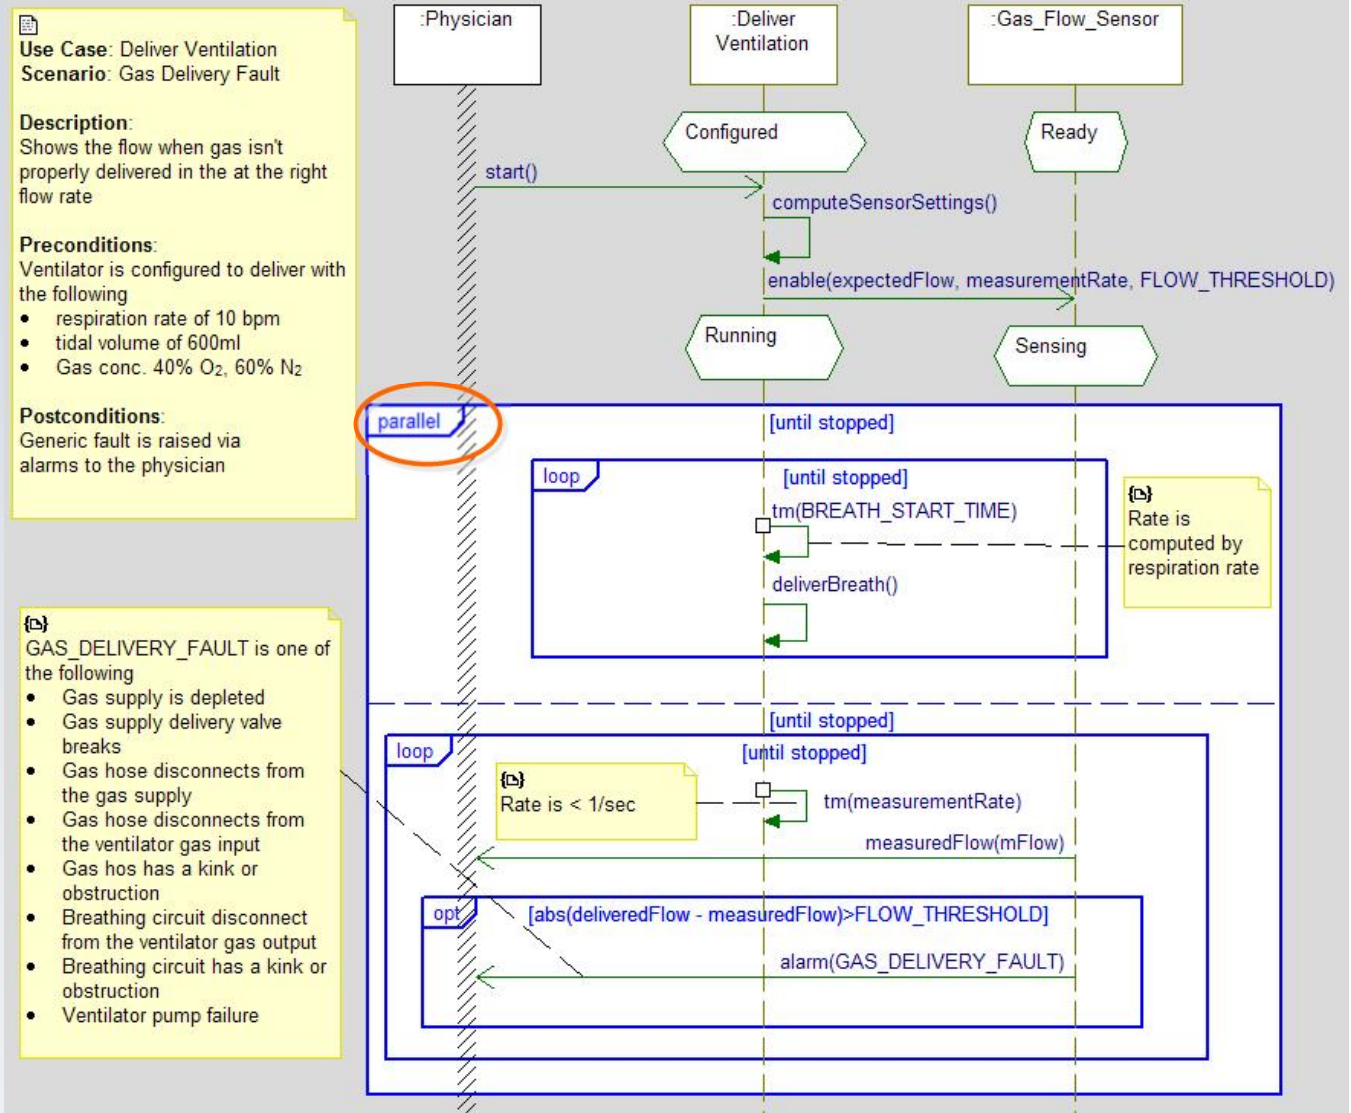 Use Case: Deliver Ventilation
Scenario: Gas Delivery Fault
Description:
Shows the flow when gas isn't
properly delivered in the at the right
flow rate
Preconditions:
Ventilator is configured to deliver with
the following
• respiration rate of 10 bpm
• tidal volume of 600ml
• Gas conc. 40% O2, 60% N2
Postconditions:
Generic fault is raised via
alarms to the physician
:Physician
:Deliver
Ventilation
:Gas_Flow_Sensor
Configured
Ready
start()
computeSensorSettings()
enable(expectedFlow, measurementRate, FLOW_THRESHOLD)
Running
Sensing
parallel
[until stopped]
loop
[until stopped]
tm(BREATH_START_TIME)
Rate is
computed by
respiration rate
deliverBreath()
GAS_DELIVERY_FAULT is one of
the following
• Gas supply is depleted
• Gas supply delivery valve
breaks
• Gas hose disconnects from
the gas supply
• Gas hose disconnects from
the ventilator gas input
• Gas hos has a kink or
obstruction
• Breathing circuit disconnect
from the ventilator gas output
• Breathing circuit has a kink or
obstruction
• Ventilator pump failure
[until stopped]
loop
[until stopped]
Rate is < 1/sec
tm(measurementRate)
measuredFlow(mFlow)
opt
[abs(deliveredFlow - measuredFlow)>FLOW_THRESHOLD]
alarm(GAS_DELIVERY_FAULT)